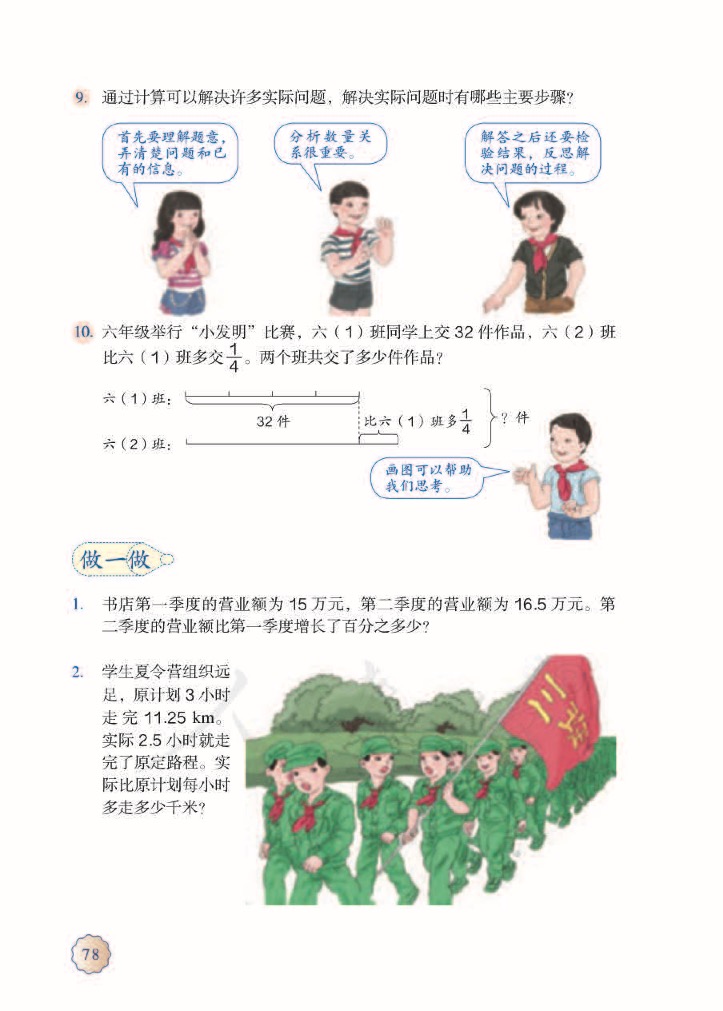 9. 通过计算可以解决许多实际问题，解决实际问题时有哪些主要步骤？
首先要理解题意，
弄清楚问题和已
有的信息。
分析数量关
系很重要。
解答之后还要检
验结果，反思解
决问题的过程。
10. 六年级举行“小发明”比赛，六（1）班同学上交 32 件作品，六（2）班
比六（1）班多交1/4。两个班共交了多少件作品？
六（1）班：
32 件
比六（1）班多1/4
？件
六（2）班：
画图可以帮助
我们思考。
做一做
1. 书店第一季度的营业额为 15 万元，第二季度的营业额为 16.5 万元。第
二季度的营业额比第一季度增长了百分之多少？
2. 学生夏令营组织远
足，原计划 3 小时
走完 11.25 km。
实际 2.5 小时就走
完了原定路程。实
际比原计划每小时
多走多少千米？
78